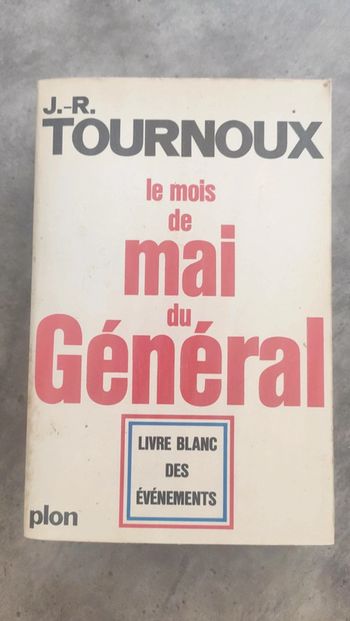 J.-R.
TOURNOUX
le mois
de
mai
du
Général
LIVRE BLANC
DES
ÉVÉNEMENTS
plon